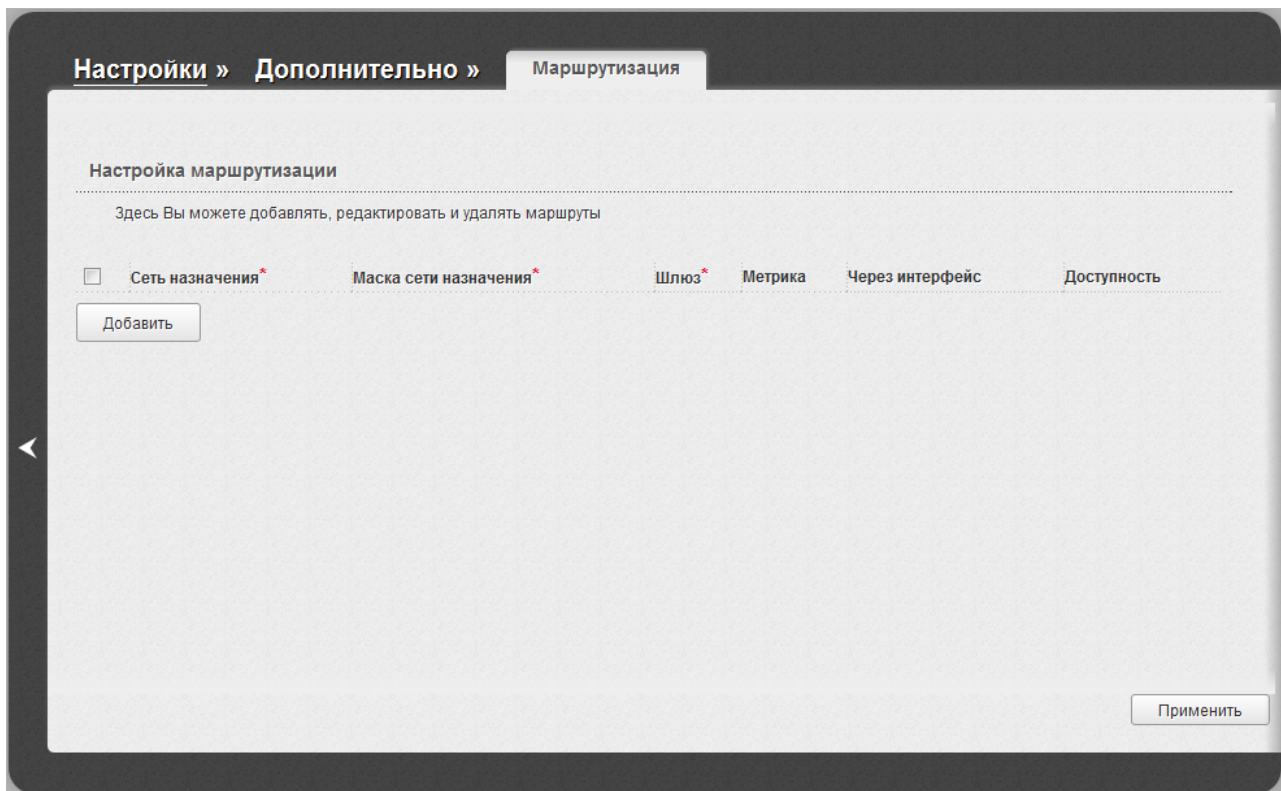 Настройки » Дополнительно » Маршрутизация
Настройка маршрутизации
Здесь Вы можете добавлять, редактировать и удалять маршруты
Сеть назначения* Маска сети назначения* Шлюз* Метрика Через интерфейс Доступность
Добавить
Применить